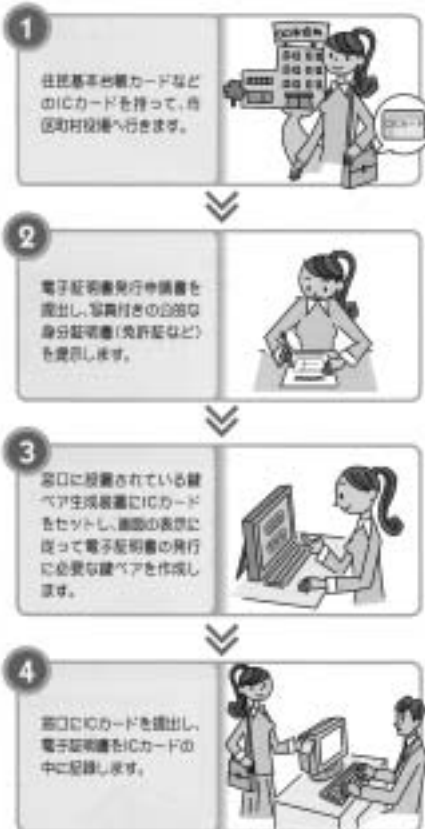 1
住民基本台帳カードなど
のICカードを持って、市
区町村役場へ行きます。
2
電子証明書発行申請書を
提出し、写真付きの公的な
身分証明書(免許証など)
を提示します。
3
窓口に設置されている鍵
ペア生成装置にICカード
をセットし、画面の表示に
従って電子証明書の発行
に必要な鍵ペアを作成し
ます。
4
窓口にICカードを提出し、
電子証明書をICカードの
中に記録します。